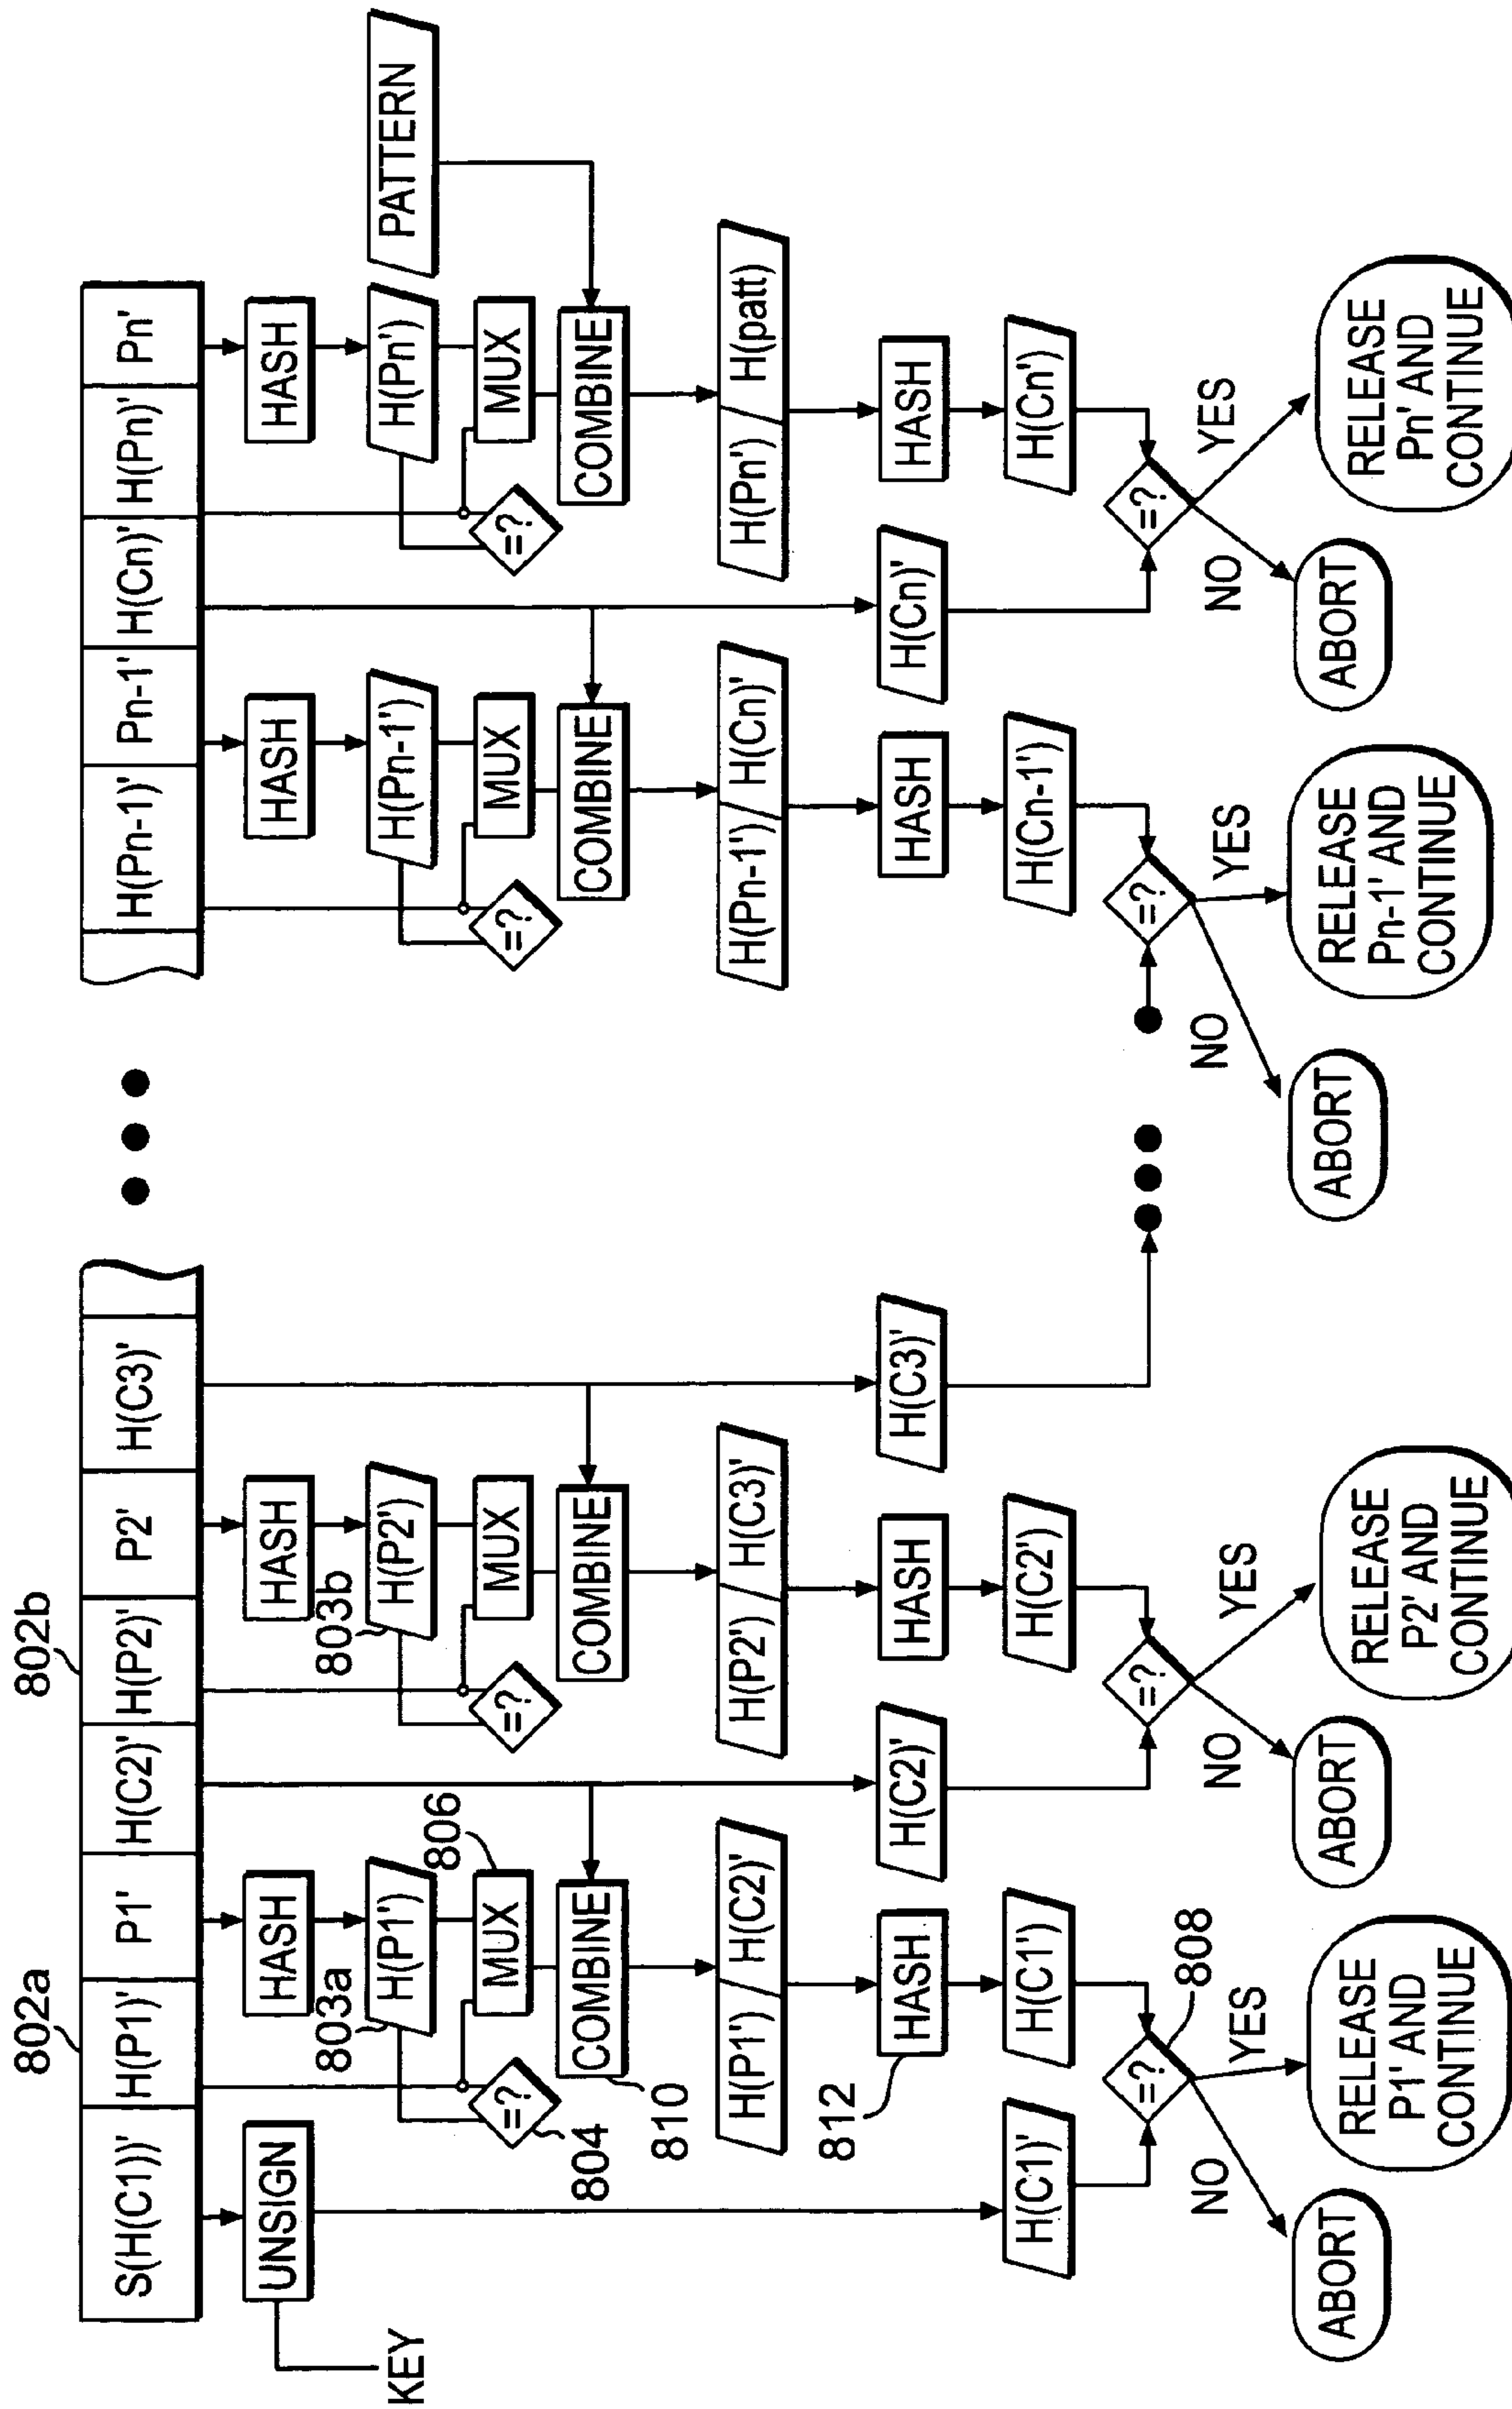 802a
802b
S(H(C1))'
H(P1)'
P1'
H(C2)'
H(P2)'
P2'
H(C3)'
H(Pn-1)'
Pn-1'
H(Cn)'
H(Pn)'
Pn'
UNSIGN
HASH
HASH
HASH
HASH
KEY
803a
H(P1')
803b
H(P2')
H(Pn-1')
H(Pn')
PATTERN
=?
804
MUX
806
=?
MUX
=?
MUX
=?
MUX
COMBINE
810
COMBINE
COMBINE
COMBINE
H(P1')
H(C2)'
H(P2')
H(C3)'
H(Pn-1')
H(Cn)'
H(Pn')
H(patt)
812
HASH
H(C2)'
HASH
H(C3)'
HASH
H(Cn)'
HASH
H(C1)'
H(C1')
H(C2')
H(Cn-1')
H(Cn')
=?
808
=?
=?
=?
NO
YES
NO
YES
NO
YES
NO
YES
ABORT
RELEASE
P1' AND
CONTINUE
ABORT
RELEASE
P2' AND
CONTINUE
ABORT
RELEASE
Pn-1' AND
CONTINUE
ABORT
RELEASE
Pn' AND
CONTINUE